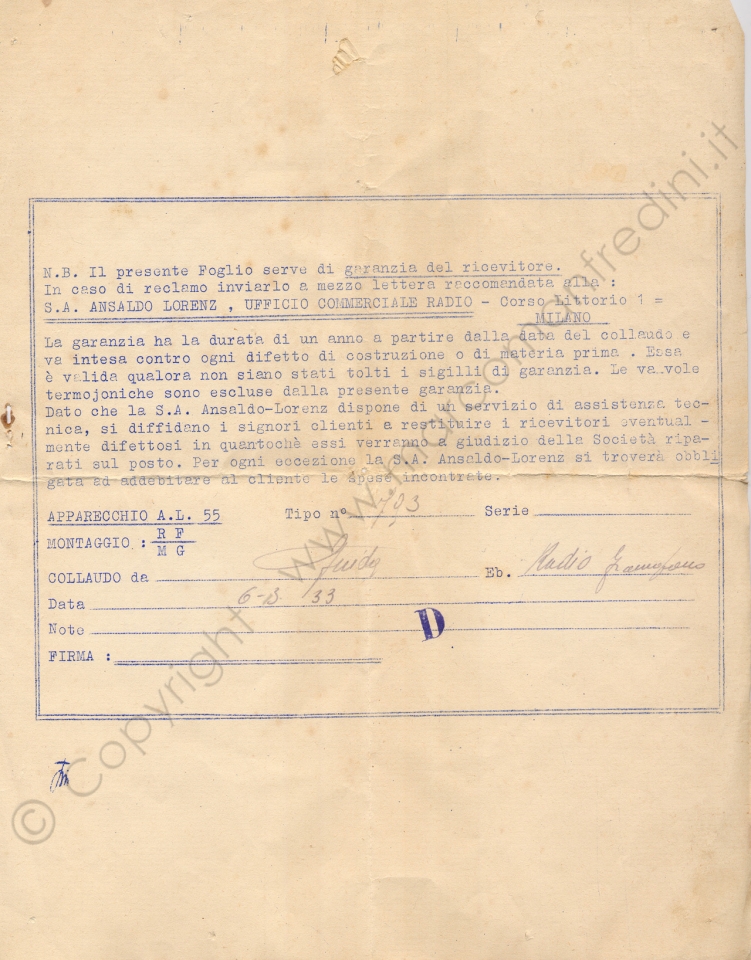 N.B. Il presente Foglio serve di garanzia del ricevitore.
In caso di reclamo inviarlo a mezzo lettera raccomandata alla :
S.A. ANSALDO LORENZ , UFFICIO COMMERCIALE RADIO - Corso Littorio 1 =
MILANO
La garanzia ha la durata di un anno a partire dalla data del collaudo e
va intesa contro ogni difetto di costruzione o di materia prima . Essa
è valida qualora non siano stati tolti i sigilli di garanzia. Le valvole
termojoniche sono escluse dalla presente garanzia.
Dato che la S.A. Ansaldo-Lorenz dispone di un servizio di assistenza tec-
nica, si diffidano i signori clienti a restituire i ricevitori eventual -
mente difettosi in quantochè essi verranno a giudizio della Società ripa-
rati sul posto. Per ogni eccezione la S.A. Ansaldo-Lorenz si troverà obbli
gata ad addebitare al cliente le spese incontrate.
APPARECCHIO A.L. 55 Tipo n° 703 Serie
MONTAGGIO : R F
M G
COLLAUDO da Eb. Radio
Data 33
Note D
FIRMA :
© Copyright www.midi.comanfredini.it